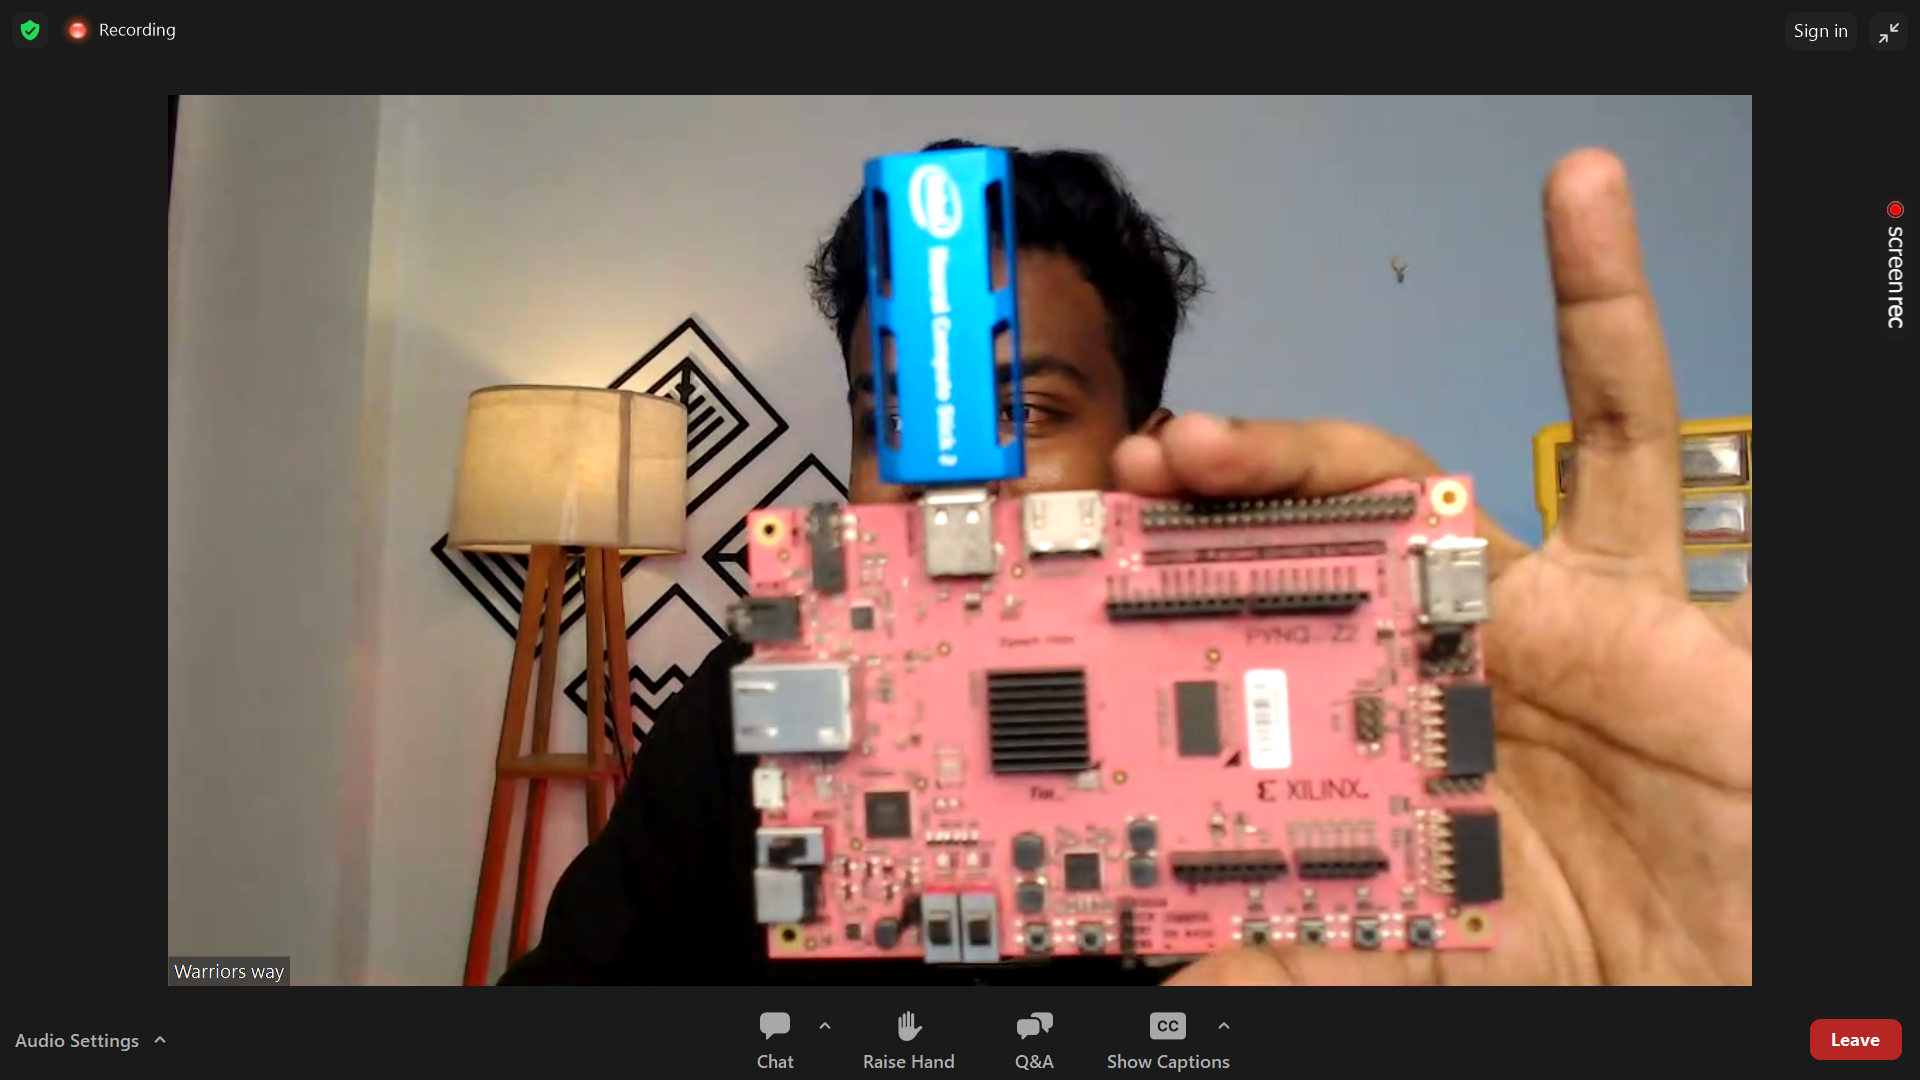 Recording
Sign in
screenrec
intel
Neural Compute Stick 2
PYNQ-Z2
XILINX
Warriors way
Audio Settings
Chat
Raise Hand
CC
Q&A
Show Captions
Leave